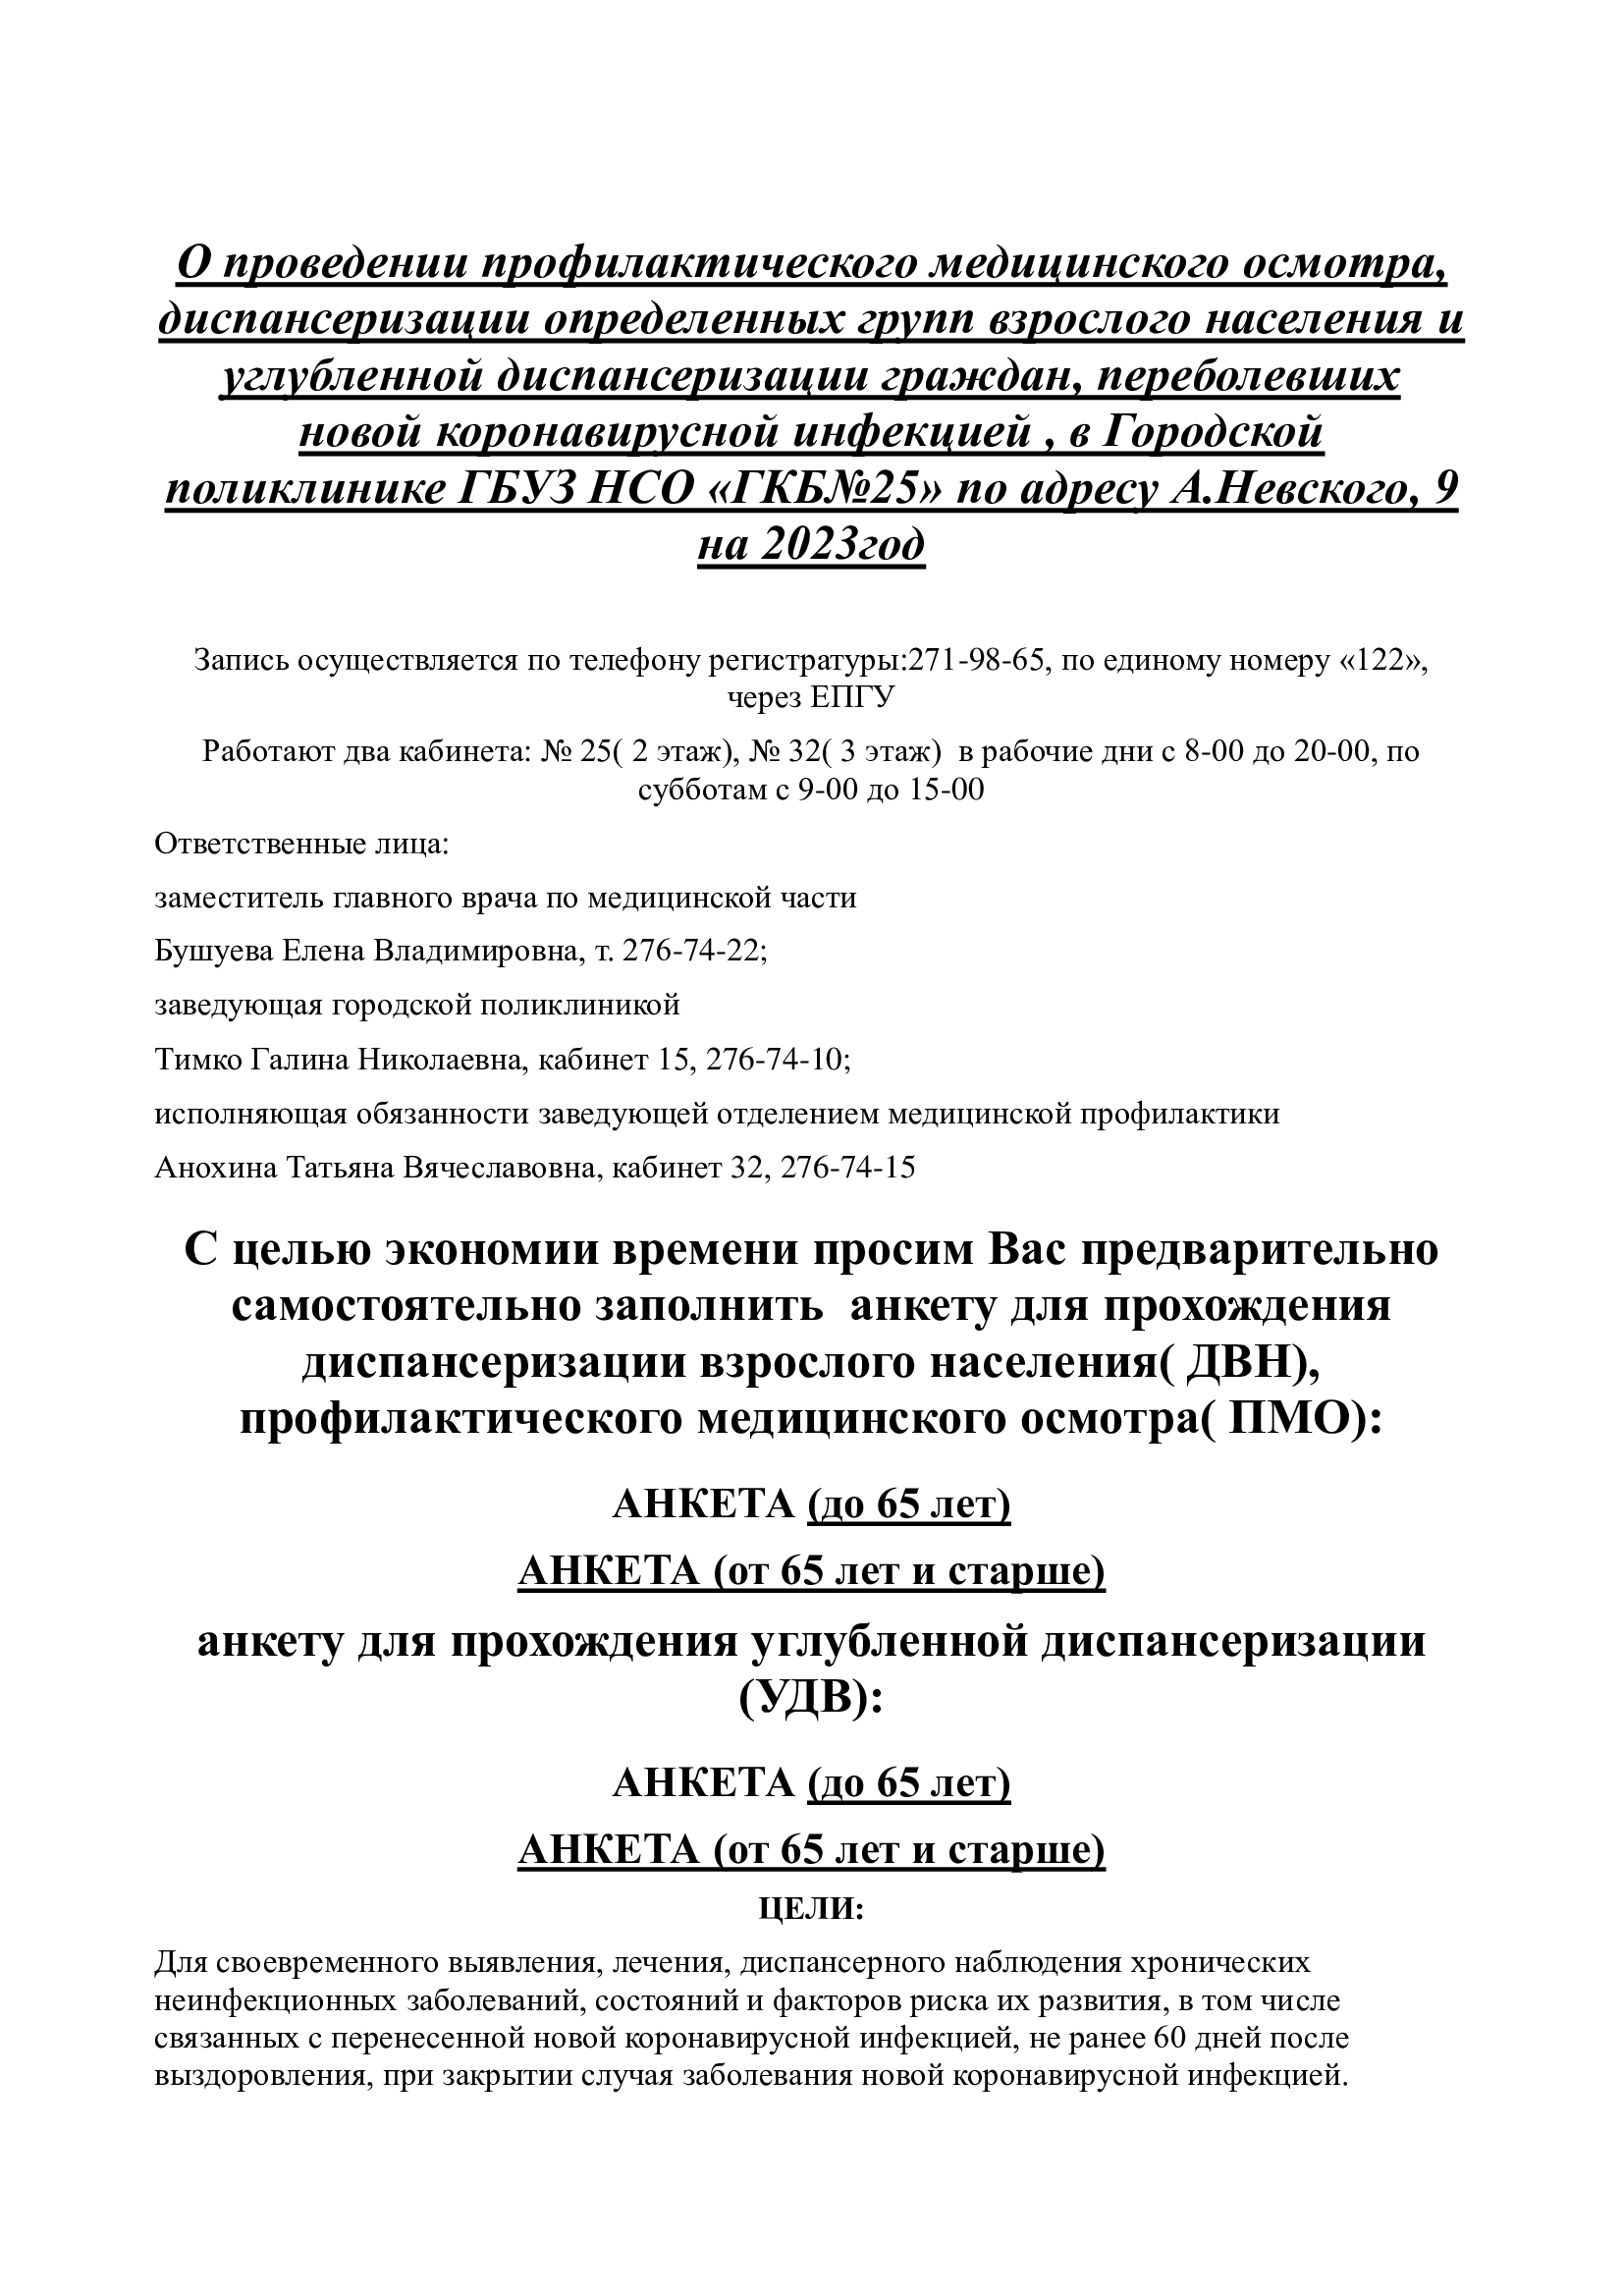 О проведении профилактического медицинского осмотра,
диспансеризации определенных групп взрослого населения и
углубленной диспансеризации граждан, переболевших
новой коронавирусной инфекцией , в Городской
поликлинике ГБУЗ НСО «ГКБ№25» по адресу А.Невского, 9
на 2023год
Запись осуществляется по телефону регистратуры:271-98-65, по единому номеру «122»,
через ЕПГУ
Работают два кабинета: № 25( 2 этаж), № 32( 3 этаж)  в рабочие дни с 8-00 до 20-00, по
субботам с 9-00 до 15-00
Ответственные лица:
заместитель главного врача по медицинской части
Бушуева Елена Владимировна, т. 276-74-22;
заведующая городской поликлиникой
Тимко Галина Николаевна, кабинет 15, 276-74-10;
исполняющая обязанности заведующей отделением медицинской профилактики
Анохина Татьяна Вячеславовна, кабинет 32, 276-74-15
С целью экономии времени просим Вас предварительно
самостоятельно заполнить  анкету для прохождения
диспансеризации взрослого населения( ДВН),
профилактического медицинского осмотра( ПМО):
АНКЕТА (до 65 лет)
АНКЕТА (от 65 лет и старше)
анкету для прохождения углубленной диспансеризации
(УДВ):
АНКЕТА (до 65 лет)
АНКЕТА (от 65 лет и старше)
ЦЕЛИ:
Для своевременного выявления, лечения, диспансерного наблюдения хронических
неинфекционных заболеваний, состояний и факторов риска их развития, в том числе
связанных с перенесенной новой коронавирусной инфекцией, не ранее 60 дней после
выздоровления, при закрытии случая заболевания новой коронавирусной инфекцией.